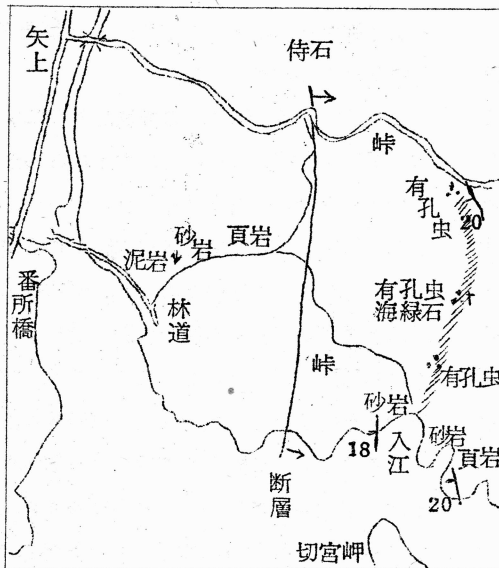 矢上
侍石
峠
有孔虫
20
砂岩
頁岩
泥岩
有孔虫
海緑石
番所橋
林道
峠
有孔虫
砂岩
18
入江
砂岩
頁岩
20
断層
切宮岬